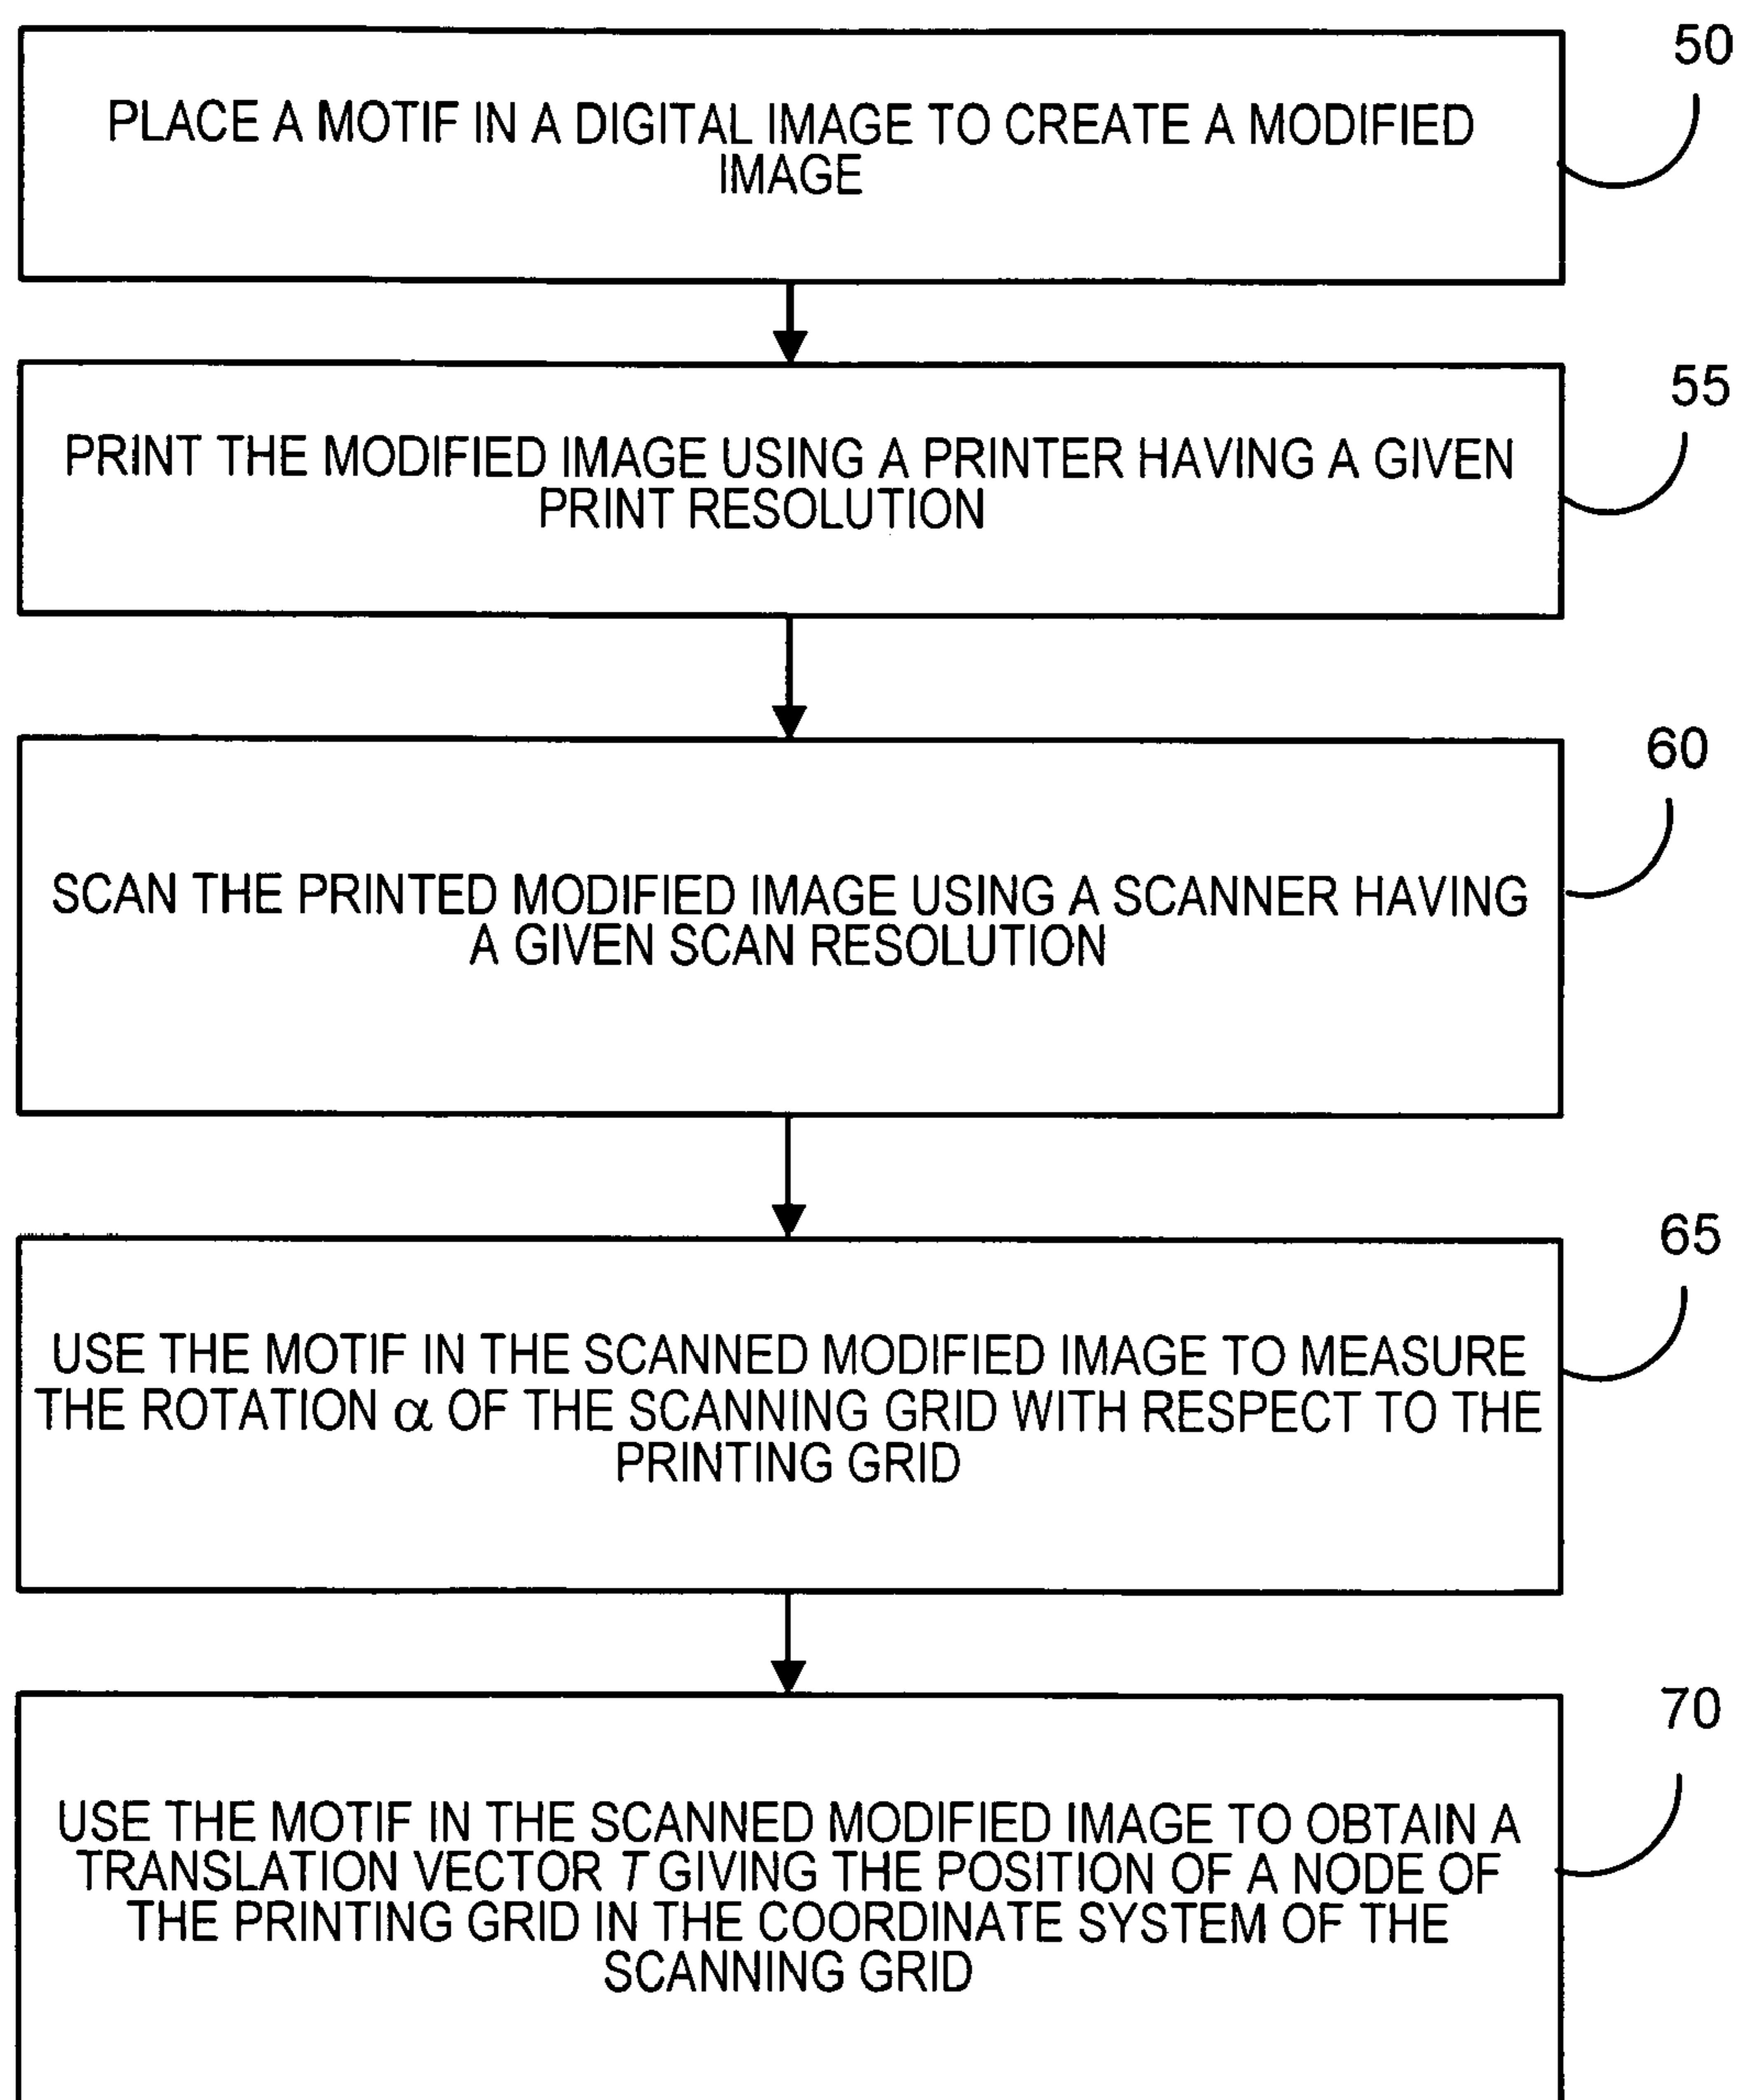 50
PLACE A MOTIF IN A DIGITAL IMAGE TO CREATE A MODIFIED
IMAGE
55
PRINT THE MODIFIED IMAGE USING A PRINTER HAVING A GIVEN
PRINT RESOLUTION
60
SCAN THE PRINTED MODIFIED IMAGE USING A SCANNER HAVING
A GIVEN SCAN RESOLUTION
65
USE THE MOTIF IN THE SCANNED MODIFIED IMAGE TO MEASURE
THE ROTATION α OF THE SCANNING GRID WITH RESPECT TO THE
PRINTING GRID
70
USE THE MOTIF IN THE SCANNED MODIFIED IMAGE TO OBTAIN A
TRANSLATION VECTOR T GIVING THE POSITION OF A NODE OF
THE PRINTING GRID IN THE COORDINATE SYSTEM OF THE
SCANNING GRID